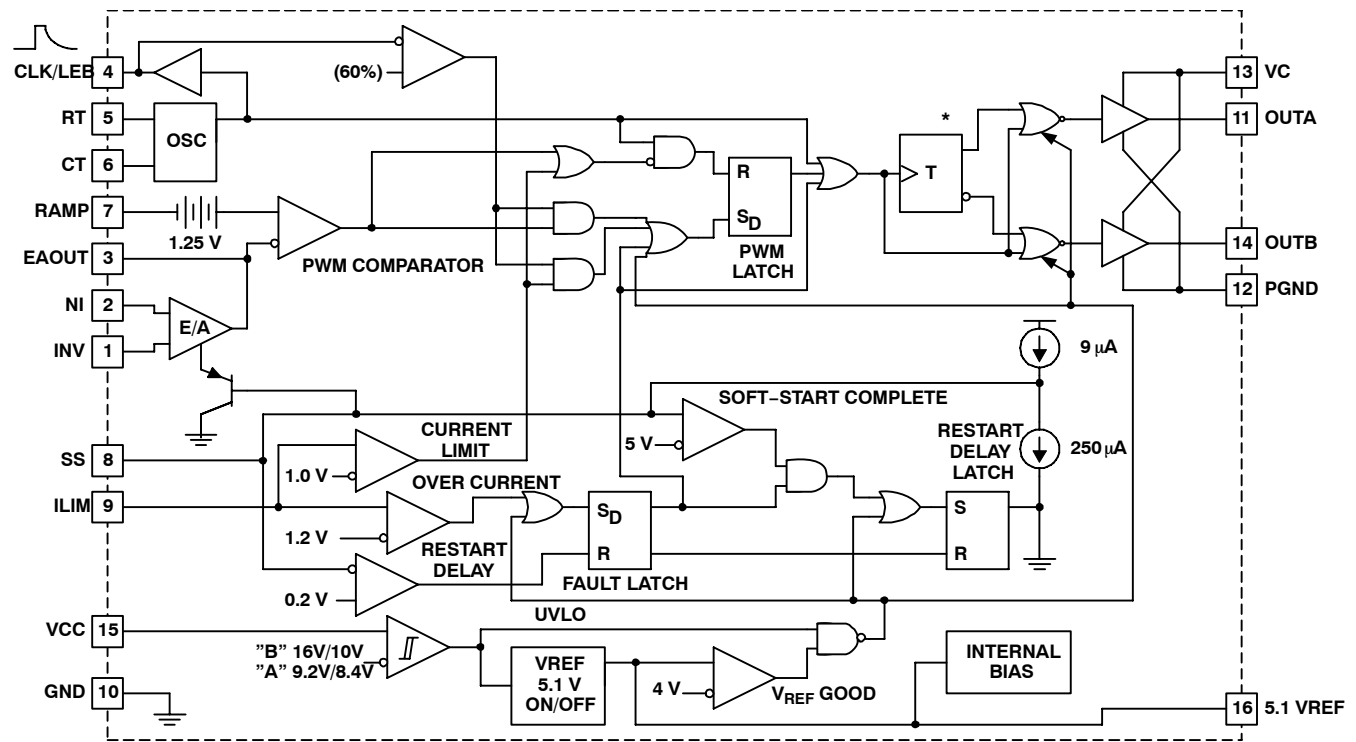 CLK/LEB 4
(60%)
13 VC
RT 5
OSC
*
11 OUTA
CT 6
R
T
RAMP 7
SD
1.25 V
EAOUT 3
PWM COMPARATOR
PWM
LATCH
14 OUTB
NI 2
12 PGND
E/A
INV 1
9 µA
SOFT−START COMPLETE
CURRENT
LIMIT
5 V
RESTART
DELAY
LATCH
250 µA
SS 8
1.0 V
OVER CURRENT
ILIM 9
SD
S
1.2 V
RESTART
DELAY
R
R
FAULT LATCH
0.2 V
UVLO
VCC 15
”B” 16V/10V
”A” 9.2V/8.4V
VREF
5.1 V
ON/OFF
INTERNAL
BIAS
GND 10
4 V
VREF GOOD
16 5.1 VREF